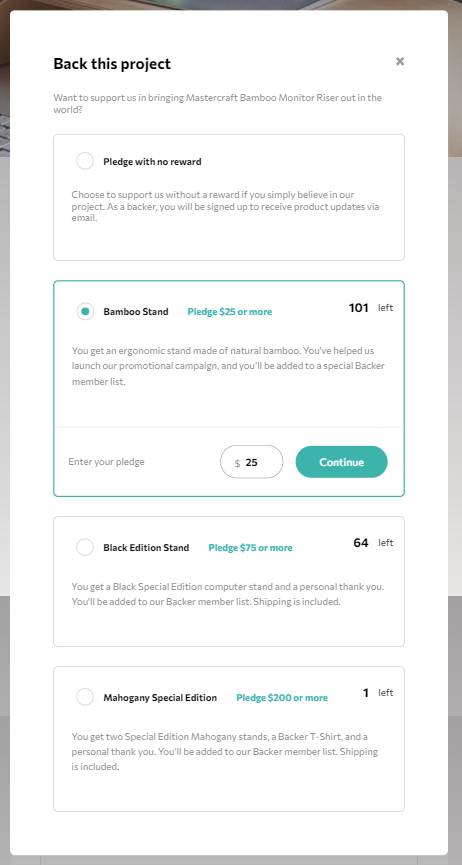 Back this project
×
Want to support us in bringing Mastercraft Bamboo Monitor Riser out in the
world?
Pledge with no reward
Choose to support us without a reward if you simply believe in our
project. As a backer, you will be signed up to receive product updates via
email.
Bamboo Stand Pledge $25 or more 101 left
You get an ergonomic stand made of natural bamboo. You've helped us
launch our promotional campaign, and you'll be added to a special Backer
member list.
Enter your pledge $ 25 Continue
Black Edition Stand Pledge $75 or more 64 left
You get a Black Special Edition computer stand and a personal thank you.
You'll be added to our Backer member list. Shipping is included.
Mahogany Special Edition Pledge $200 or more 1 left
You get two Special Edition Mahogany stands, a Backer T-Shirt, and a
personal thank you. You'll be added to our Backer member list. Shipping
is included.